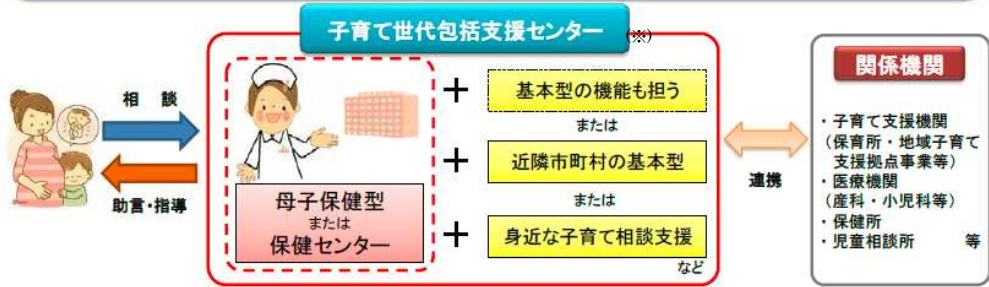 子育て世代包括支援センター (※)
相 談
助言・指導
母子保健型
または
保健センター
+ 基本型の機能も担う
または
+ 近隣市町村の基本型
または
+ 身近な子育て相談支援
など
連携
関係機関
・子育て支援機関
(保育所・地域子育て
支援拠点事業等)
・医療機関
(産科・小児科等)
・保健所
・児童相談所 等